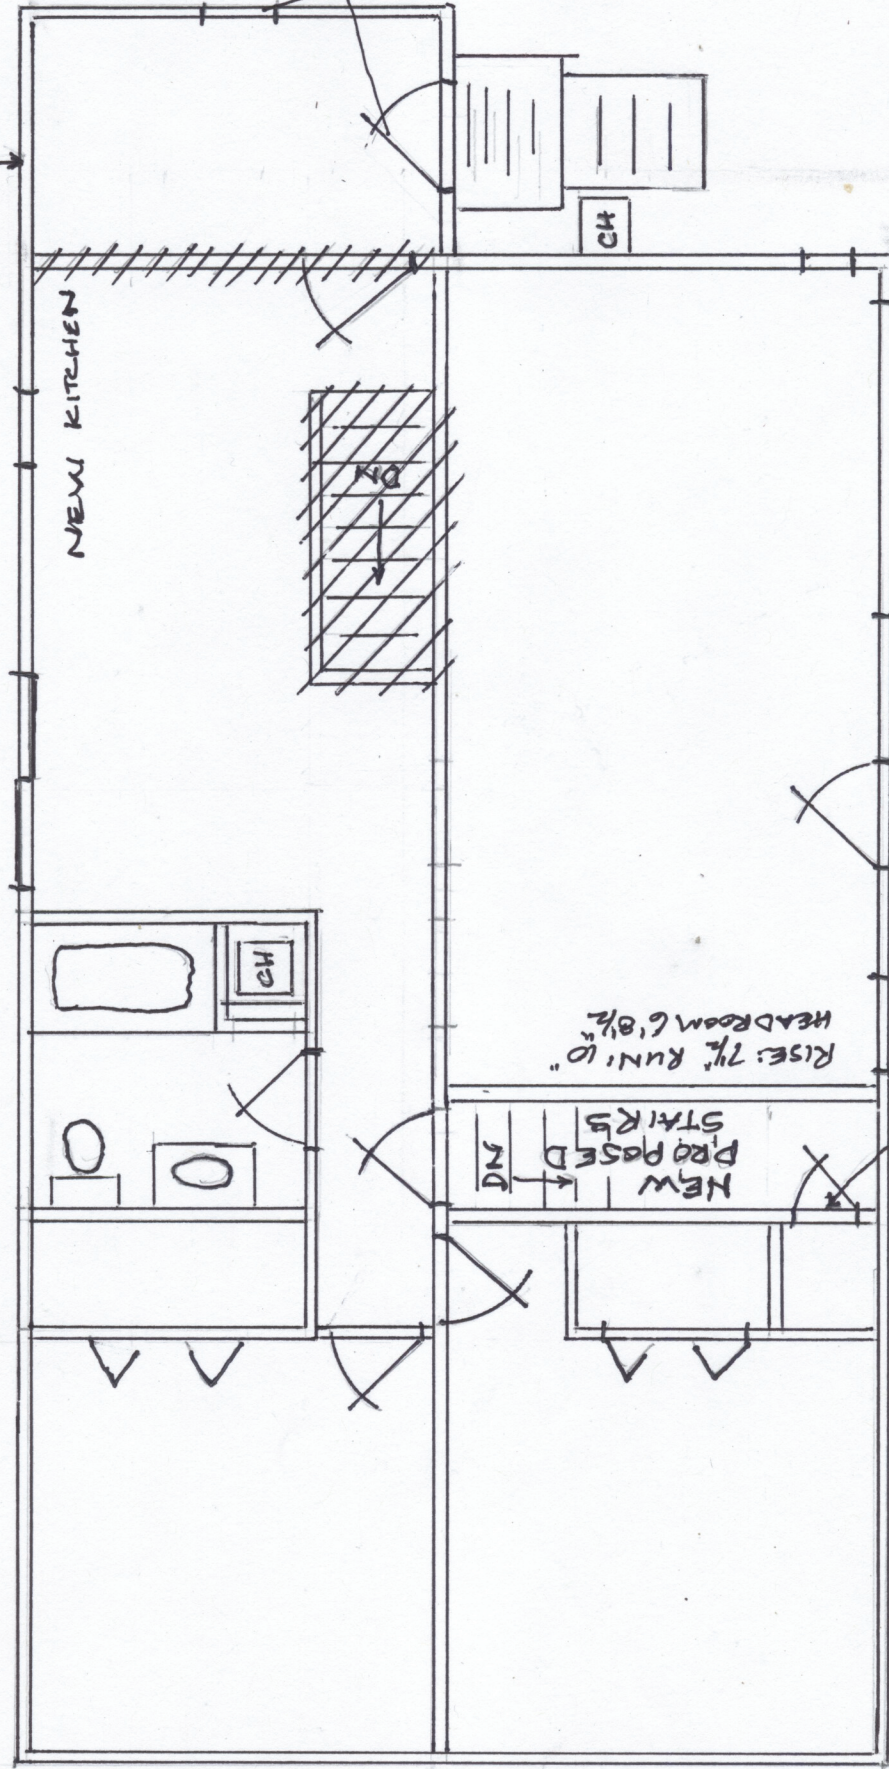 CH
NEW KITCHEN
DN
CH
RISE: 7½" RUN: 10"
HEADROOM 6'8½"
NEW
PROPOSED
STAIRS
DN